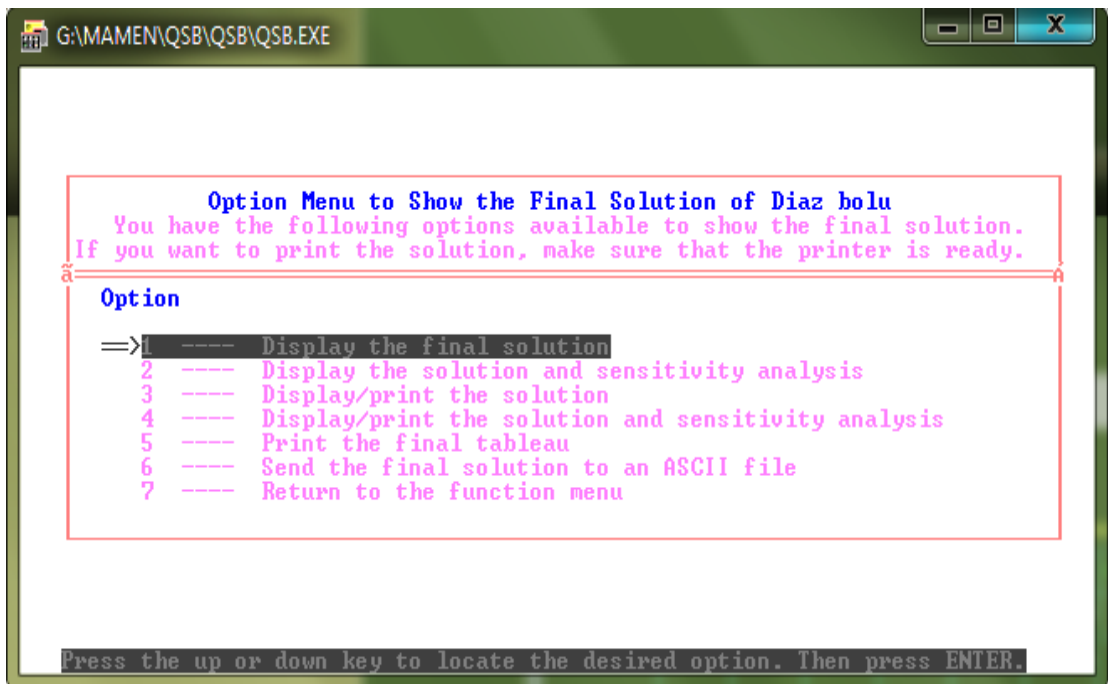 G:\MAMEN\QSB\QSB\QSB.EXE
Option Menu to Show the Final Solution of Diaz bolu
You have the following options available to show the final solution.
If you want to print the solution, make sure that the printer is ready.
Option
==>1 ---- Display the final solution
2 ---- Display the solution and sensitivity analysis
3 ---- Display/print the solution
4 ---- Display/print the solution and sensitivity analysis
5 ---- Print the final tableau
6 ---- Send the final solution to an ASCII file
7 ---- Return to the function menu
Press the up or down key to locate the desired option. Then press ENTER.